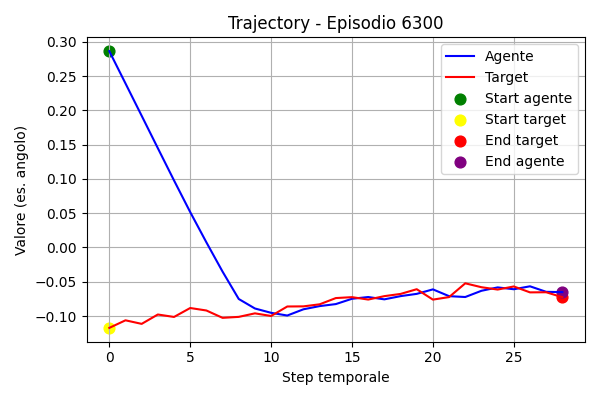 Trajectory - Episodio 6300
Valore (es. angolo)
0.30
0.25
0.20
0.15
0.10
0.05
0.00
−0.05
−0.10
Agente
Target
Start agente
Start target
End target
End agente
0 5 10 15 20 25
Step temporale